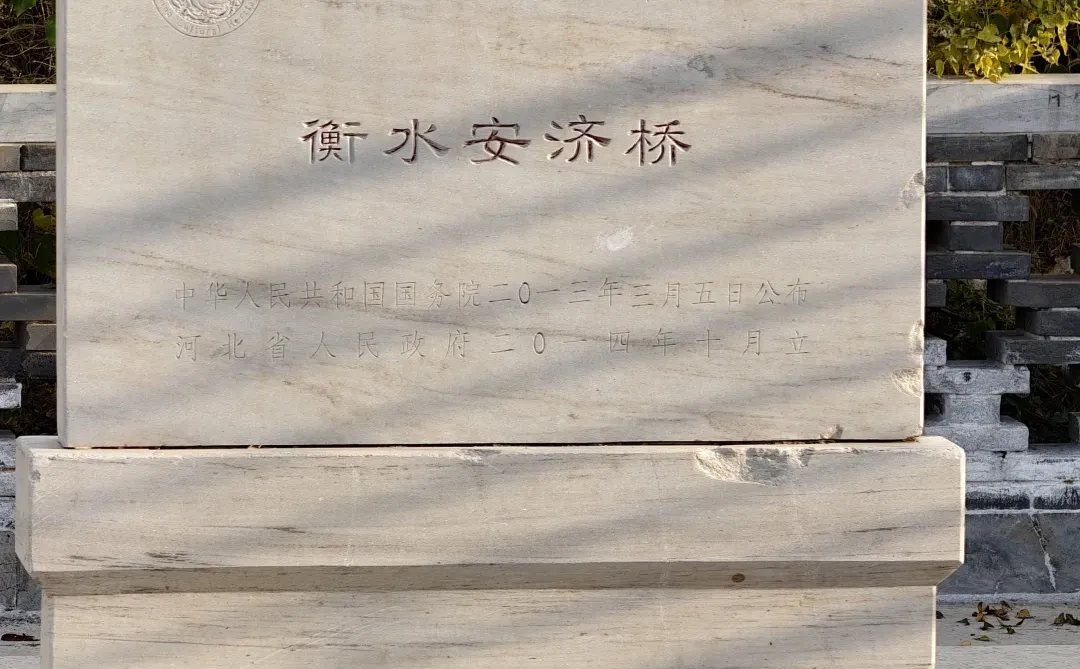 衡水安济桥
中华人民共和国国务院二〇一三年三月五日公布
河北省人民政府二〇一四年十月立